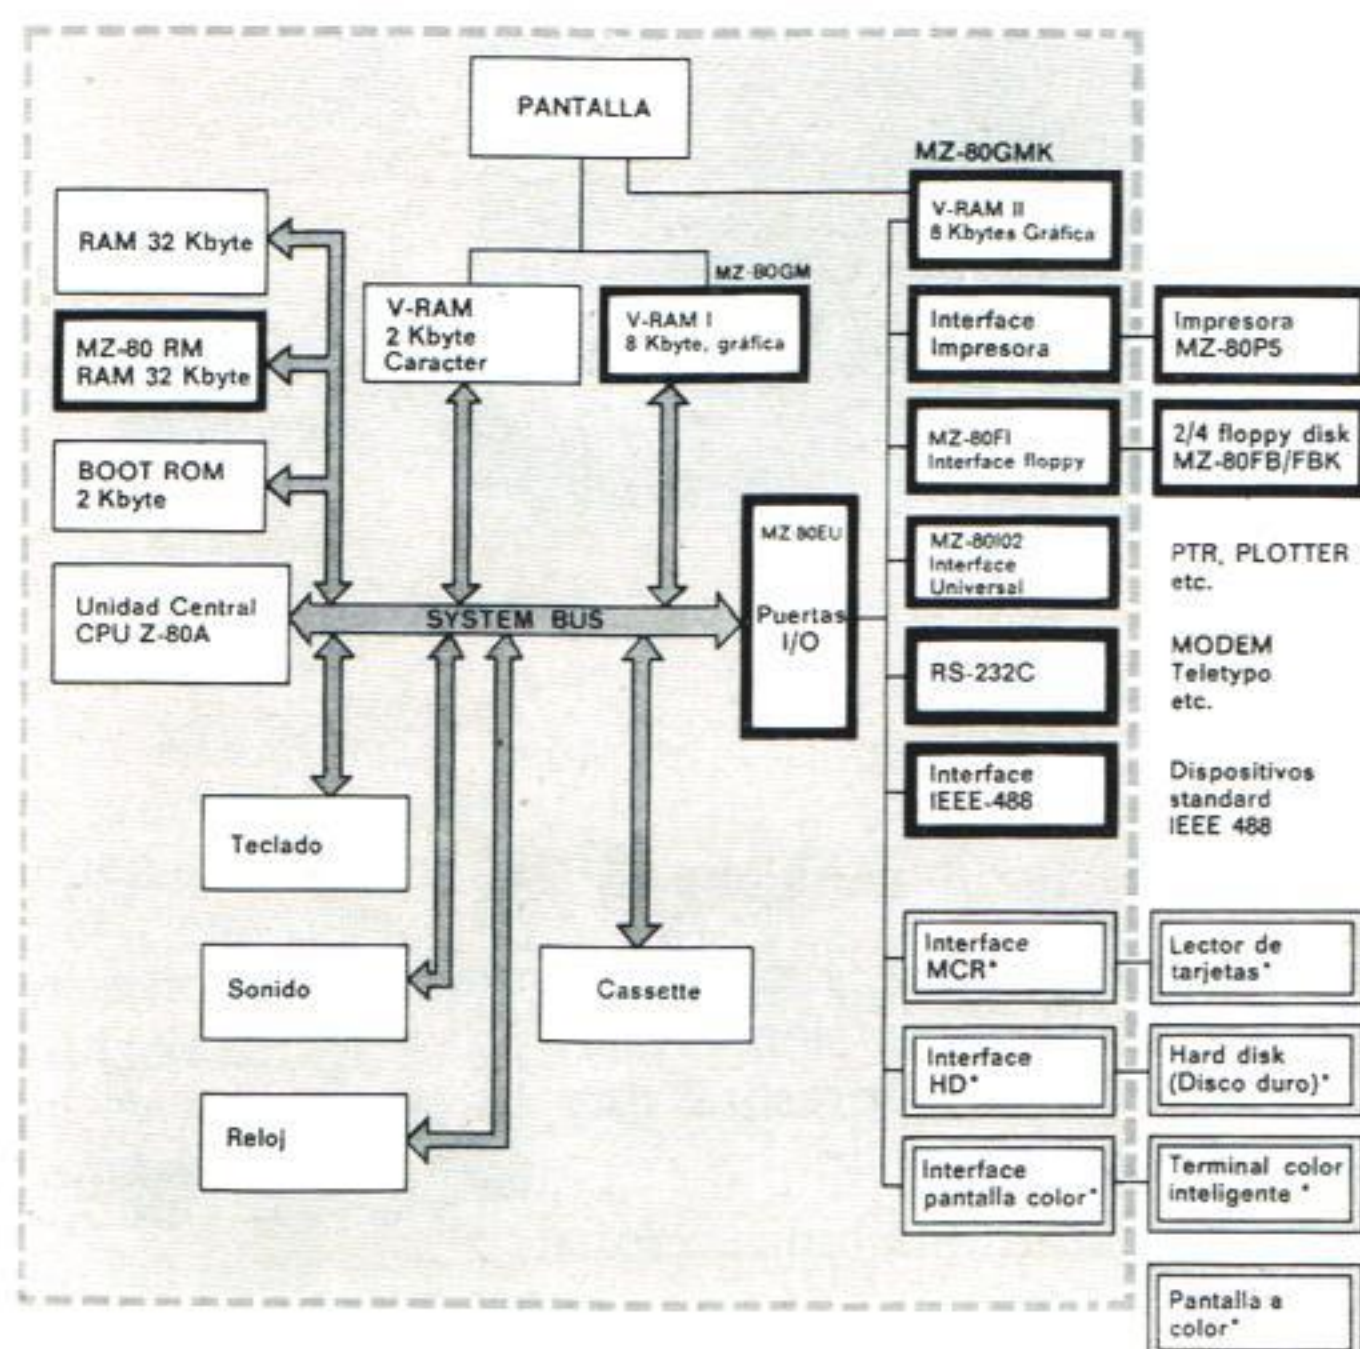 PANTALLA
MZ-80GMK
V-RAM II
8 Kbytes Gráfica
RAM 32 Kbyte
MZ-80GM
V-RAM
2 Kbyte
Caracter
V-RAM I
8 Kbyte, gráfica
Interface
Impresora
Impresora
MZ-80P5
MZ-80 RM
RAM 32 Kbyte
MZ-80FI
Interface floppy
2/4 floppy disk
MZ-80FB/FBK
BOOT ROM
2 Kbyte
MZ 80EU
Puertas
I/O
MZ-80I02
Interface
Universal
PTR, PLOTTER
etc.
Unidad Central
CPU Z-80A
SYSTEM BUS
RS-232C
MODEM
Teletypo
etc.
Interface
IEEE-488
Dispositivos
standard
IEEE 488
Teclado
Interface
MCR*
Lector de
tarjetas*
Sonido
Cassette
Interface
HD*
Hard disk
(Disco duro)*
Reloj
Interface
pantalla color*
Terminal color
inteligente *
Pantalla a
color*